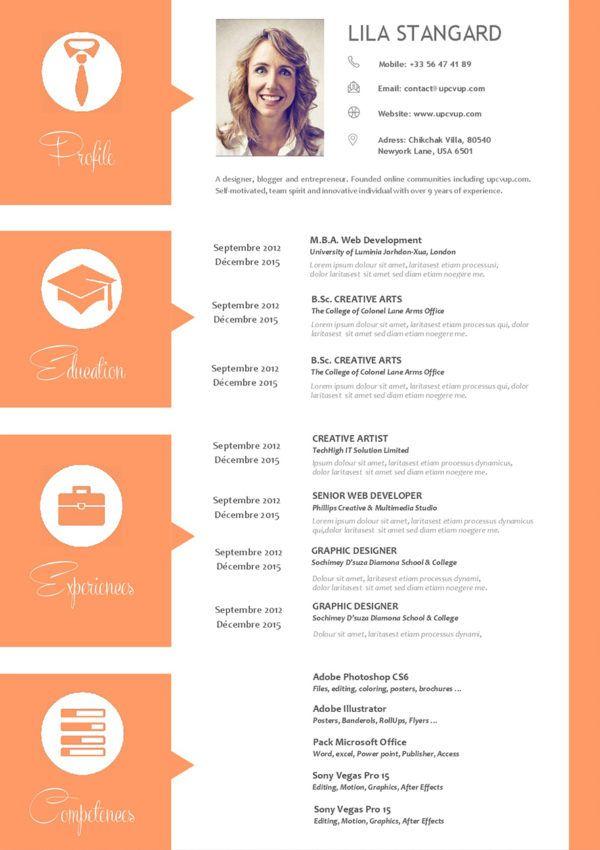 LILA STANGARD
Mobile: +33 56 47 41 89
Email: contact@upcvup.com
Website: www.upcvup.com
Adress: Chikchak Villa, 80540
Newyork Lane, USA 6501
Profile
A designer, blogger and entrepreneur. Founded online communities including upcvup.com.
Self-motivated, team spirit and innovative individual with over 9 years of experience.
Education
Septembre 2012
Décembre 2015
M.B.A. Web Development
University of Luminia Jorhdon-Xua, London
Lorem ipsum dolour sit amet, laritasest processusi;
dolor laritasest sit amet sit diam etiam noegere me.
Septembre 2012
Décembre 2015
B.Sc. CREATIVE ARTS
The College of Colonel Lane Arms Office
Lorem ipsum dolour sit amet, laritasest etiam processus qui, dolor
laritasest sit amet sit diam etiam noegere me.
Septembre 2012
Décembre 2015
B.Sc. CREATIVE ARTS
The College of Colonel Lane Arms Office
Lorem ipsum dolour sit amet, laritasest etiam processus qui, dolor
laritasest sit amet sit diam etiam noegere me.
Experiences
Septembre 2012
Décembre 2015
CREATIVE ARTIST
TechHigh IT Solution Limited
Ipsum dolour sit amet, laritasest etiam processus dynamicus,
dolor laritasest sit amet sit diam etiam noegere me.
Septembre 2012
Décembre 2015
SENIOR WEB DEVELOPER
Phillips Creative & Multimedia Studio
Lorem ipsum dolour sit amet, laritasest etiam processus dynamicus
qui,dolor laritasest sit amet sit diam etiam noegere me.
Septembre 2012
Décembre 2015
GRAPHIC DESIGNER
Sochimey D'suza Diamona School & College
Dolour sit amet, laritasest etiam processus dynami,
dolor laritasest sit amet sit diam etiam noegere me.
Septembre 2012
Décembre 2015
GRAPHIC DESIGNER
Sochimey D'suza Diamona School & College
Dolour sit amet, laritasest etiam processus dynami,
Competences
Adobe Photoshop CS6
Files, editing, coloring, posters, brochures ...
Adobe Illustrator
Posters, Banderols, RollUps, Flyers ...
Pack Microsoft Office
Word, excel, Power point, Publisher, Access
Sony Vegas Pro 15
Editing, Motion, Graphics, After Effects
Sony Vegas Pro 15
Editing, Motion, Graphics, After Effects